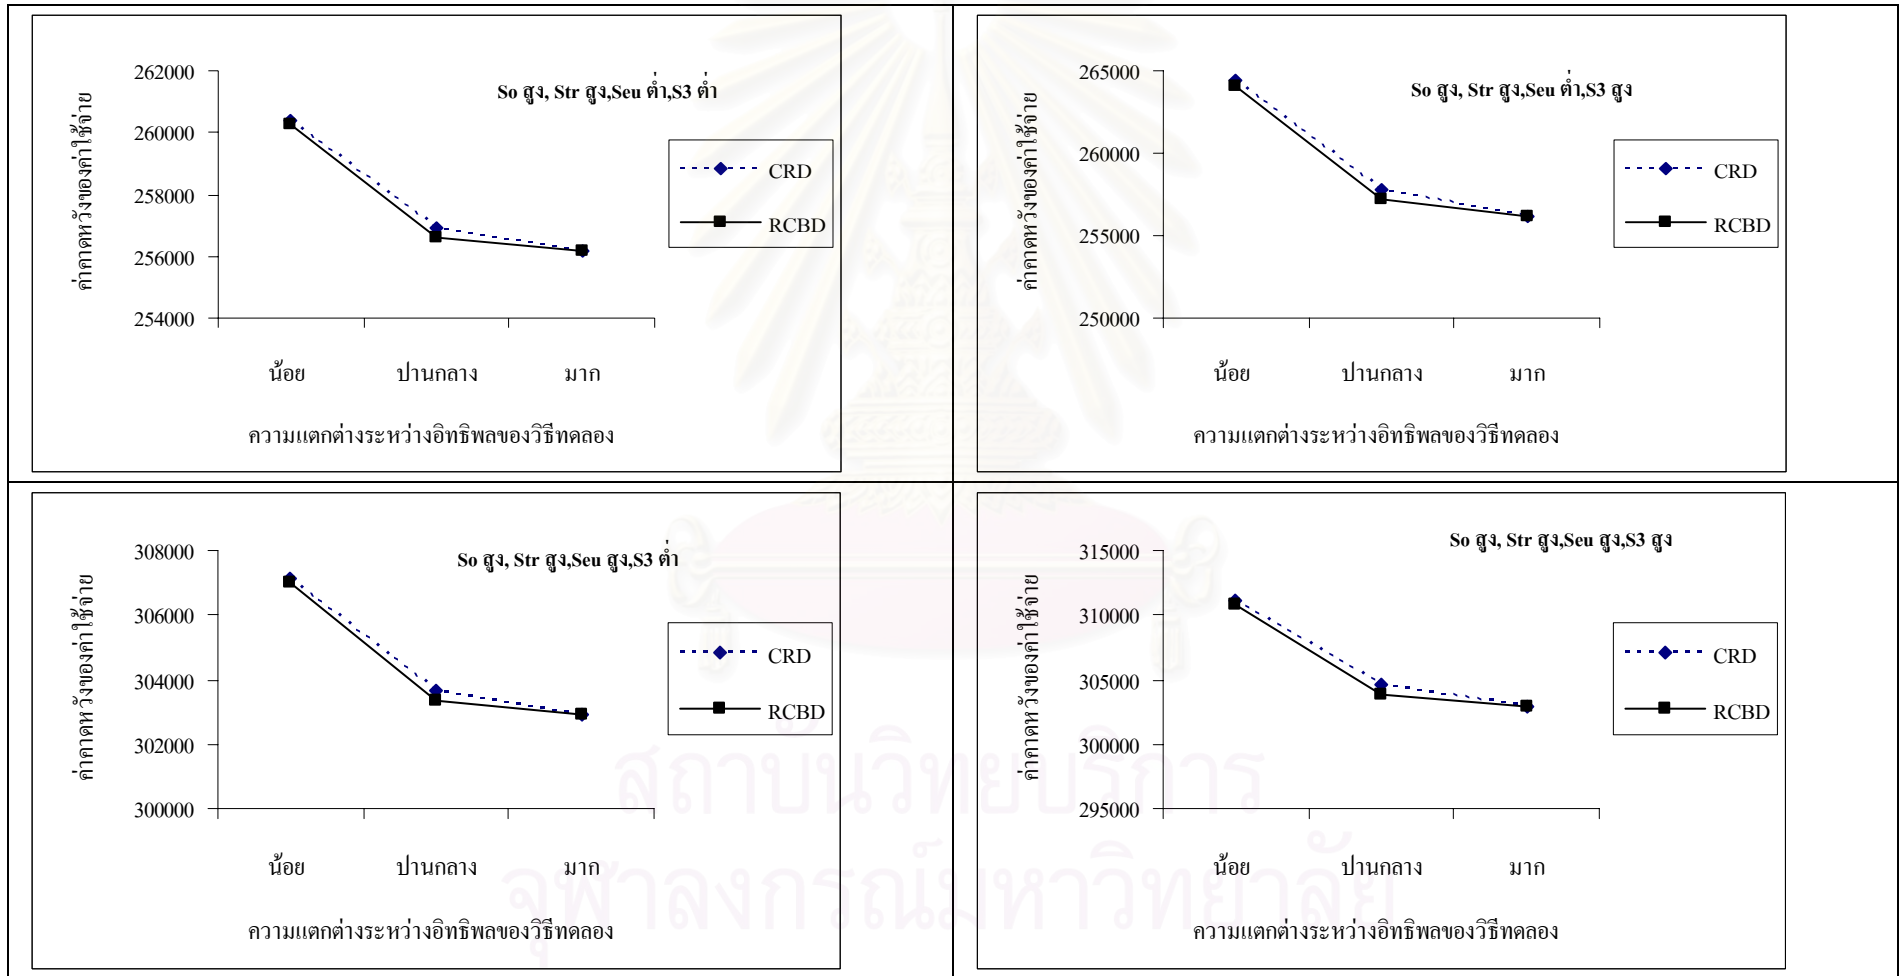 So สูง, Str สูง,Seu ต่ำ,S3 ต่ำ
ค่าคาดหวังของค่าใช้จ่าย
262000
260000
258000
256000
254000
CRD
RCBD
น้อย ปานกลาง มาก
ความแตกต่างระหว่างอิทธิพลของวิธีทดลอง
So สูง, Str สูง,Seu ต่ำ,S3 สูง
ค่าคาดหวังของค่าใช้จ่าย
265000
260000
255000
250000
CRD
RCBD
น้อย ปานกลาง มาก
ความแตกต่างระหว่างอิทธิพลของวิธีทดลอง
So สูง, Str สูง,Seu สูง,S3 ต่ำ
ค่าคาดหวังของค่าใช้จ่าย
308000
306000
304000
302000
300000
CRD
RCBD
น้อย ปานกลาง มาก
ความแตกต่างระหว่างอิทธิพลของวิธีทดลอง
So สูง, Str สูง,Seu สูง,S3 สูง
ค่าคาดหวังของค่าใช้จ่าย
315000
310000
305000
300000
295000
CRD
RCBD
น้อย ปานกลาง มาก
ความแตกต่างระหว่างอิทธิพลของวิธีทดลอง
สถาบันวิทยบริการ
จุฬาลงกรณ์มหาวิทยาลัย